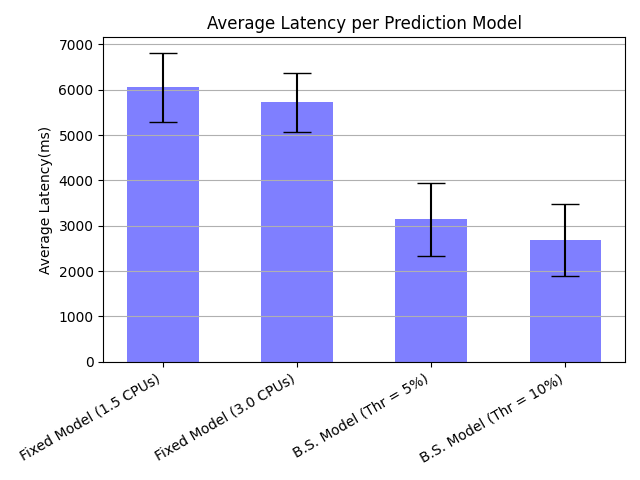 Average Latency per Prediction Model
Average Latency(ms)
7000
6000
5000
4000
3000
2000
1000
0
Fixed Model (1.5 CPUs)
Fixed Model (3.0 CPUs)
B.S. Model (Thr = 5%)
B.S. Model (Thr = 10%)